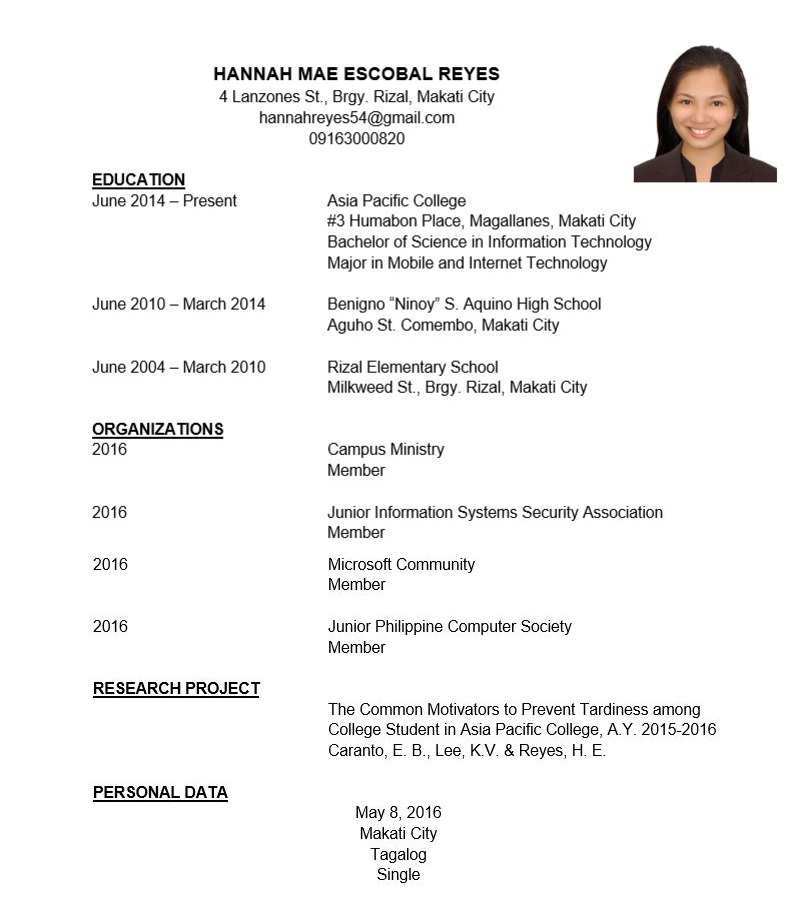 HANNAH MAE ESCOBAL REYES
4 Lanzones St., Brgy. Rizal, Makati City
hannahreyes54@gmail.com
09163000820
EDUCATION
June 2014 – Present Asia Pacific College
#3 Humabon Place, Magallanes, Makati City
Bachelor of Science in Information Technology
Major in Mobile and Internet Technology
June 2010 – March 2014 Benigno “Ninoy” S. Aquino High School
Aguho St. Comembo, Makati City
June 2004 – March 2010 Rizal Elementary School
Milkweed St., Brgy. Rizal, Makati City
ORGANIZATIONS
2016 Campus Ministry
Member
2016 Junior Information Systems Security Association
Member
2016 Microsoft Community
Member
2016 Junior Philippine Computer Society
Member
RESEARCH PROJECT
The Common Motivators to Prevent Tardiness among
College Student in Asia Pacific College, A.Y. 2015-2016
Caranto, E. B., Lee, K.V. & Reyes, H. E.
PERSONAL DATA
May 8, 2016
Makati City
Tagalog
Single